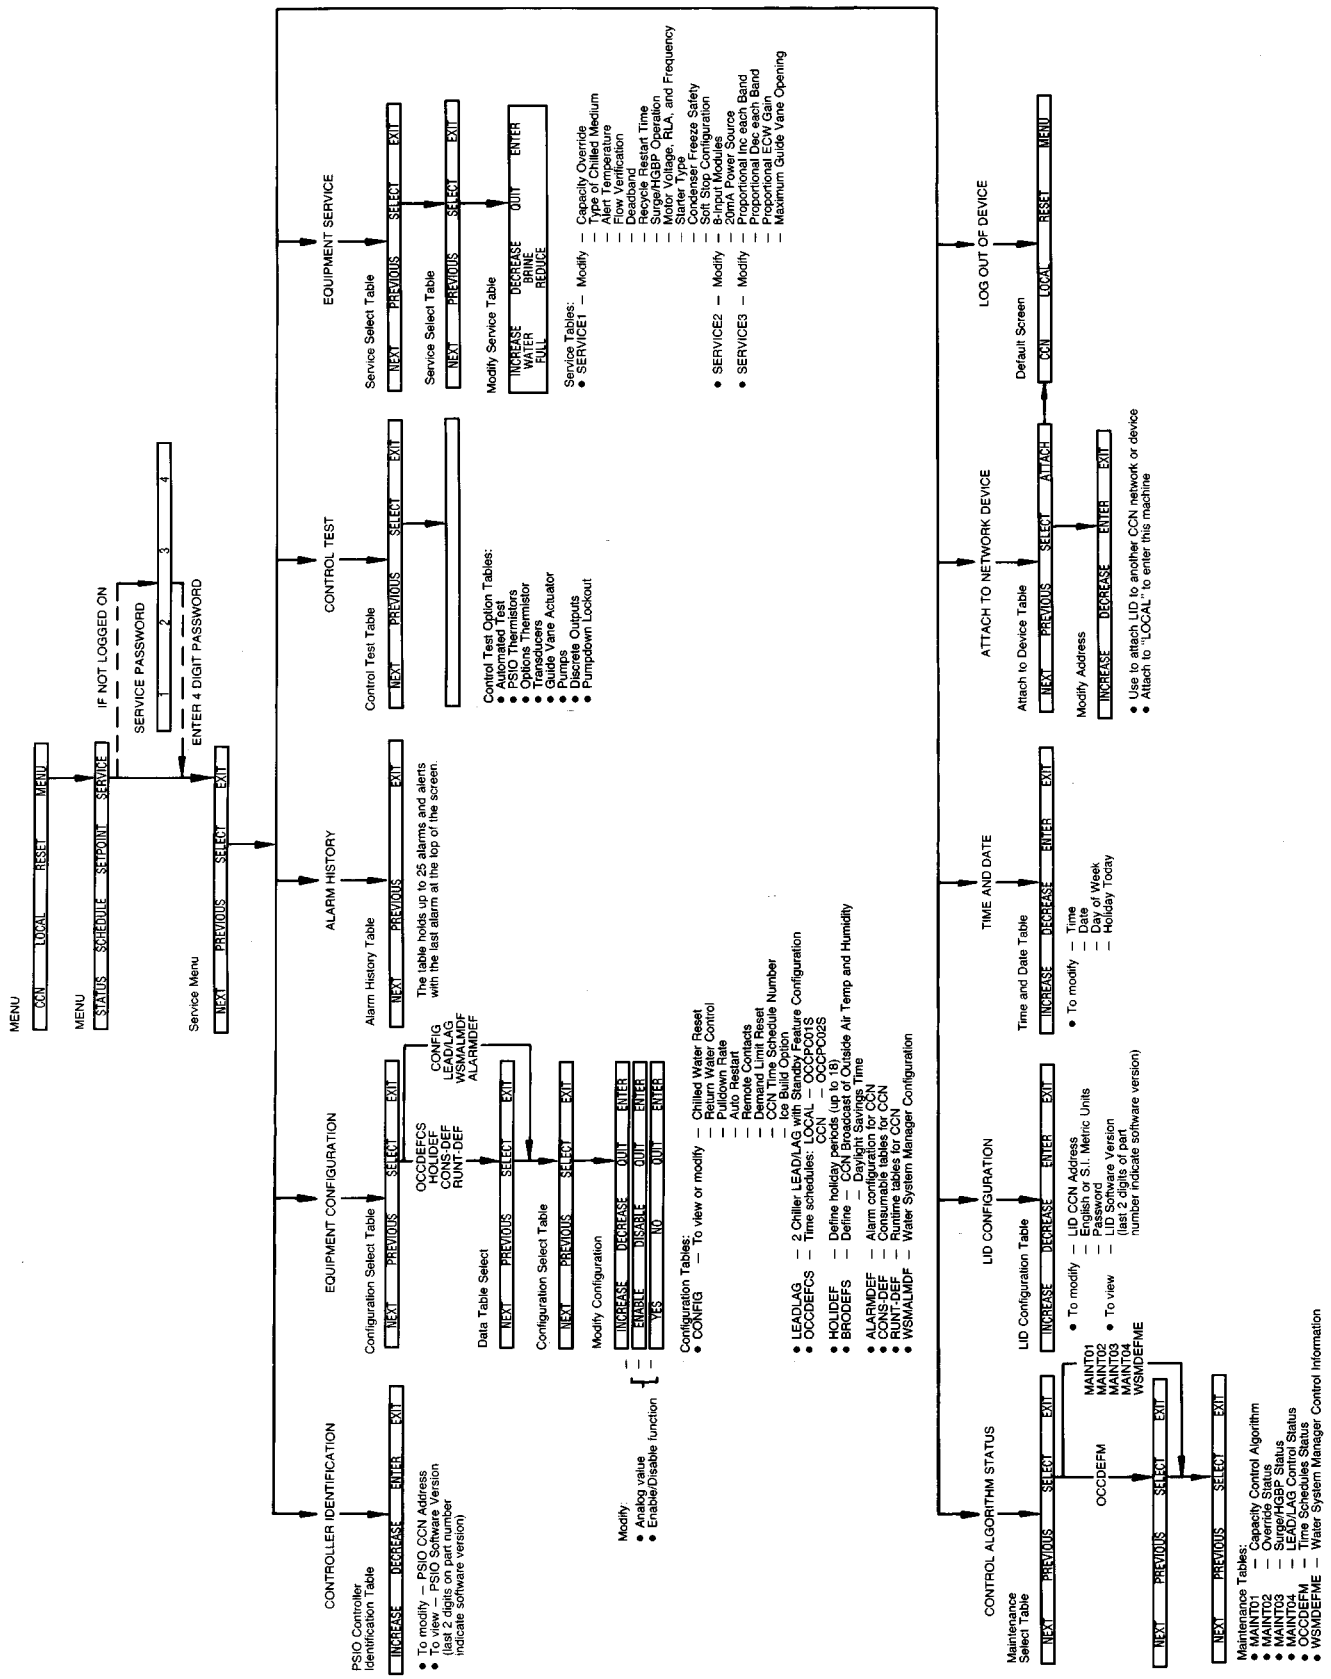 MENU
CCN LOCAL RESET MENU
MENU
STATUS SCHEDULE SETPOINT SERVICE
IF NOT LOGGED ON
SERVICE PASSWORD
1 2 3 4
ENTER 4 DIGIT PASSWORD
Service Menu
NEXT PREVIOUS SELECT EXIT
CONTROLLER IDENTIFICATION
PSIO Controller
Identification Table
INCREASE DECREASE ENTER EXIT
● To modify — PSIO CCN Address
● To view — PSIO Software Version
(last 2 digits on part number
indicate software version)
EQUIPMENT CONFIGURATION
Configuration Select Table
NEXT PREVIOUS SELECT EXIT
OCCDEFCS
HOLIDEF
CONS-DEF
RUNT-DEF
CONFIG
LEAD/LAG
WSMALMDF
ALARMDEF
Data Table Select
NEXT PREVIOUS SELECT EXIT
Configuration Select Table
NEXT PREVIOUS SELECT EXIT
Modify Configuration
INCREASE DECREASE QUIT ENTER
ENABLE DISABLE QUIT ENTER
YES NO QUIT ENTER
Modify:
● Analog value
● Enable/Disable function
Configuration Tables:
● CONFIG — To view or modify — Chilled Water Reset
— Return Water Control
— Pulldown Rate
— Auto Restart
— Remote Contacts
— Demand Limit Reset
— CCN Time Schedule Number
— Ice Build Option
● LEADLAG — 2 Chiller LEAD/LAG with Standby Feature Configuration
● OCCDEFCS — Time schedules: LOCAL — OCCPC01S
CCN — OCCPC02S
● HOLIDEF — Define holiday periods (up to 18)
● BRODEFS — Define — CCN Broadcast of Outside Air Temp and Humidity
— Daylight Savings Time
● ALARMDEF — Alarm configuration for CCN
● CONS-DEF — Consumable tables for CCN
● RUNT-DEF — Runtime tables for CCN
● WSMALMDF — Water System Manager Configuration
ALARM HISTORY
Alarm History Table
NEXT PREVIOUS EXIT
The table holds up to 25 alarms and alerts
with the last alarm at the top of the screen.
CONTROL TEST
Control Test Table
NEXT PREVIOUS SELECT EXIT
Control Test Option Tables:
● Automated Test
● PSIO Thermistors
● Options Thermistor
● Transducers
● Guide Vane Actuator
● Pumps
● Discrete Outputs
● Pumpdown Lockout
EQUIPMENT SERVICE
Service Select Table
NEXT PREVIOUS SELECT EXIT
Service Select Table
NEXT PREVIOUS SELECT EXIT
Modify Service Table
INCREASE DECREASE QUIT ENTER
WATER BRINE
FULL REDUCE
Service Tables:
● SERVICE1 — Modify — Capacity Override
— Type of Chilled Medium
— Alert Temperature
— Flow Verification
— Deadband
— Recycle Restart Time
— Surge/HGBP Operation
— Motor Voltage, RLA, and Frequency
— Starter Type
— Condenser Freeze Safety
— Soft Stop Configuration
● SERVICE2 — Modify — 8-Input Modules
— 20mA Power Source
● SERVICE3 — Modify — Proportional Inc each Band
— Proportional Dec each Band
— Proportional ECW Gain
— Maximum Guide Vane Opening
CONTROL ALGORITHM STATUS
Maintenance
Select Table
NEXT PREVIOUS SELECT EXIT
OCCDEFM
MAINT01
MAINT02
MAINT03
MAINT04
WSMDEFME
NEXT PREVIOUS SELECT EXIT
NEXT PREVIOUS SELECT EXIT
Maintenance Tables:
● MAINT01 — Capacity Control Algorithm
● MAINT02 — Override Status
● MAINT03 — Surge/HGBP Status
● MAINT04 — LEAD/LAG Control Status
● OCCDEFM — Time Schedules Status
● WSMDEFME — Water System Manager Control Information
LID CONFIGURATION
LID Configuration Table
INCREASE DECREASE ENTER EXIT
● To modify — LID CCN Address
— English or S.I. Metric Units
— Password
● To view — LID Software Version
(last 2 digits of part
number indicate software version)
TIME AND DATE
Time and Date Table
INCREASE DECREASE ENTER EXIT
● To modify — Time
— Date
— Day of Week
— Holiday Today
ATTACH TO NETWORK DEVICE
Attach to Device Table
NEXT PREVIOUS SELECT ATTACH
Modify Address
INCREASE DECREASE ENTER EXIT
● Use to attach LID to another CCN network or device
● Attach to "LOCAL" to enter this machine
LOG OUT OF DEVICE
Default Screen
CCN LOCAL RESET MENU